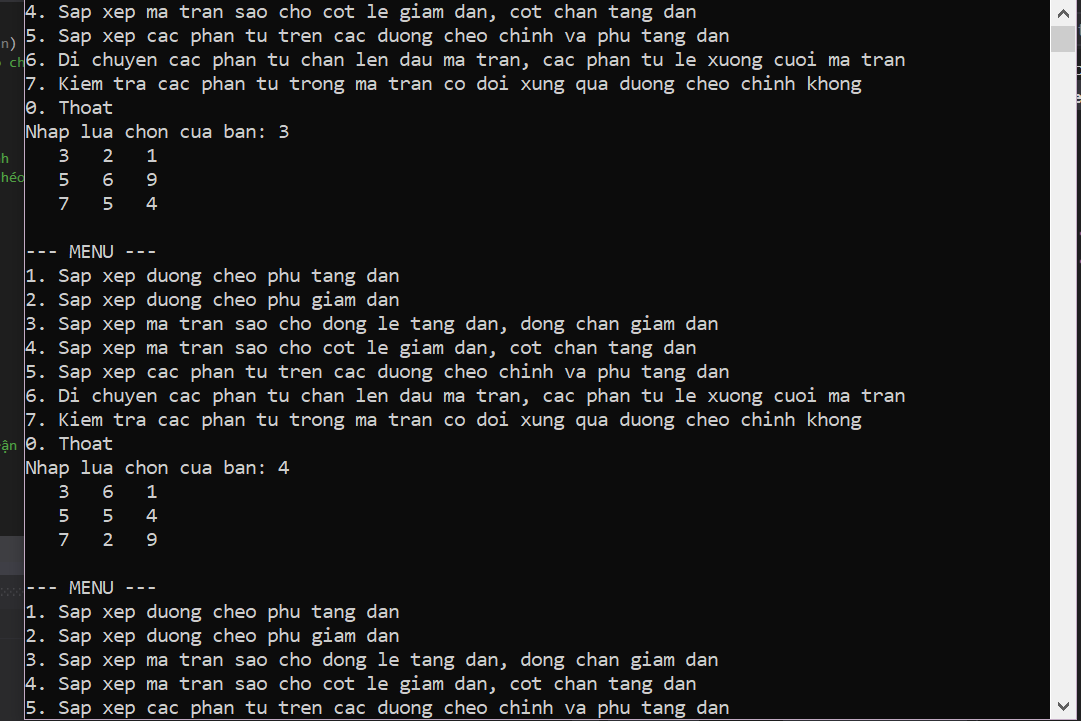 4. Sap xep ma tran sao cho cot le giam dan, cot chan tang dan
5. Sap xep cac phan tu tren cac duong cheo chinh va phu tang dan
6. Di chuyen cac phan tu chan len dau ma tran, cac phan tu le xuong cuoi ma tran
7. Kiem tra cac phan tu trong ma tran co doi xung qua duong cheo chinh khong
0. Thoat
Nhap lua chon cua ban: 3
3 2 1
5 6 9
7 5 4
--- MENU ---
1. Sap xep duong cheo phu tang dan
2. Sap xep duong cheo phu giam dan
3. Sap xep ma tran sao cho dong le tang dan, dong chan giam dan
4. Sap xep ma tran sao cho cot le giam dan, cot chan tang dan
5. Sap xep cac phan tu tren cac duong cheo chinh va phu tang dan
6. Di chuyen cac phan tu chan len dau ma tran, cac phan tu le xuong cuoi ma tran
7. Kiem tra cac phan tu trong ma tran co doi xung qua duong cheo chinh khong
0. Thoat
Nhap lua chon cua ban: 4
3 6 1
5 5 4
7 2 9
--- MENU ---
1. Sap xep duong cheo phu tang dan
2. Sap xep duong cheo phu giam dan
3. Sap xep ma tran sao cho dong le tang dan, dong chan giam dan
4. Sap xep ma tran sao cho cot le giam dan, cot chan tang dan
5. Sap xep cac phan tu tren cac duong cheo chinh va phu tang dan